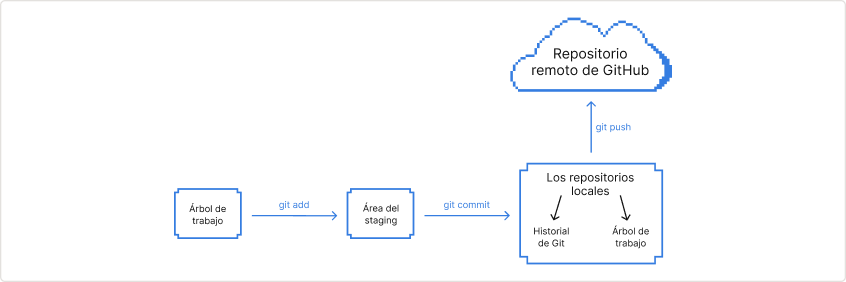 Repositorio
remoto de GitHub
git push
Los repositorios
locales
Historial
de Git
Árbol de
trabajo
Árbol de
trabajo
git add
Área del
staging
git commit